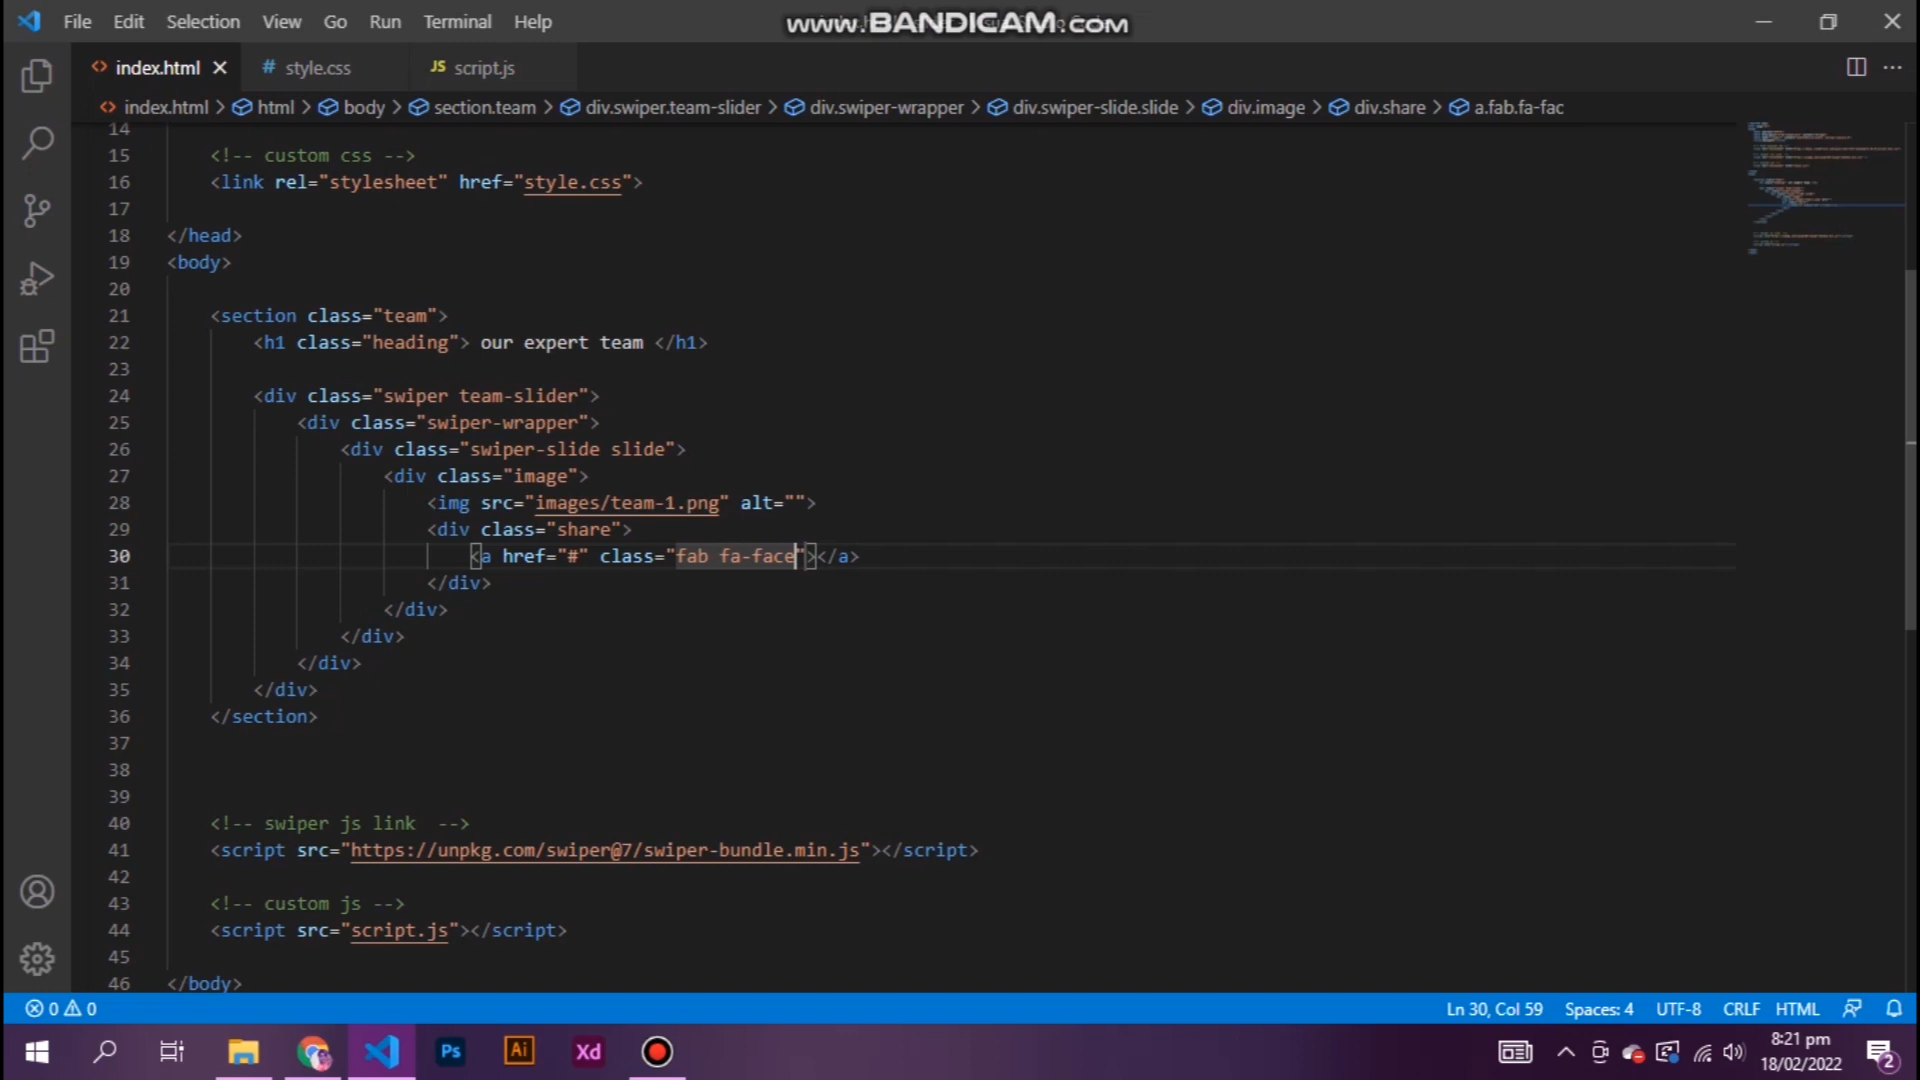 File Edit Selection View Go Run Terminal Help
www.BANDICAM.com
index.html style.css JS script.js
index.html > html > body > section.team > div.swiper.team-slider > div.swiper-wrapper > div.swiper-slide.slide > div.image > div.share > a.fab.fa-fac
14
15 <!-- custom css -->
16 <link rel="stylesheet" href="style.css">
17
18 </head>
19 <body>
20
21 <section class="team">
22 <h1 class="heading"> our expert team </h1>
23
24 <div class="swiper team-slider">
25 <div class="swiper-wrapper">
26 <div class="swiper-slide slide">
27 <div class="image">
28 <img src="images/team-1.png" alt="">
29 <div class="share">
30 <a href="#" class="fab fa-face"></a>
31 </div>
32 </div>
33 </div>
34 </div>
35 </div>
36 </section>
37
38
39
40 <!-- swiper js link -->
41 <script src="https://unpkg.com/swiper@7/swiper-bundle.min.js"></script>
42
43 <!-- custom js -->
44 <script src="script.js"></script>
45
46 </body>
0 0 Ln 30, Col 59 Spaces: 4 UTF-8 CRLF HTML
Ps Ai Xd
8:21 pm
18/02/2022
2